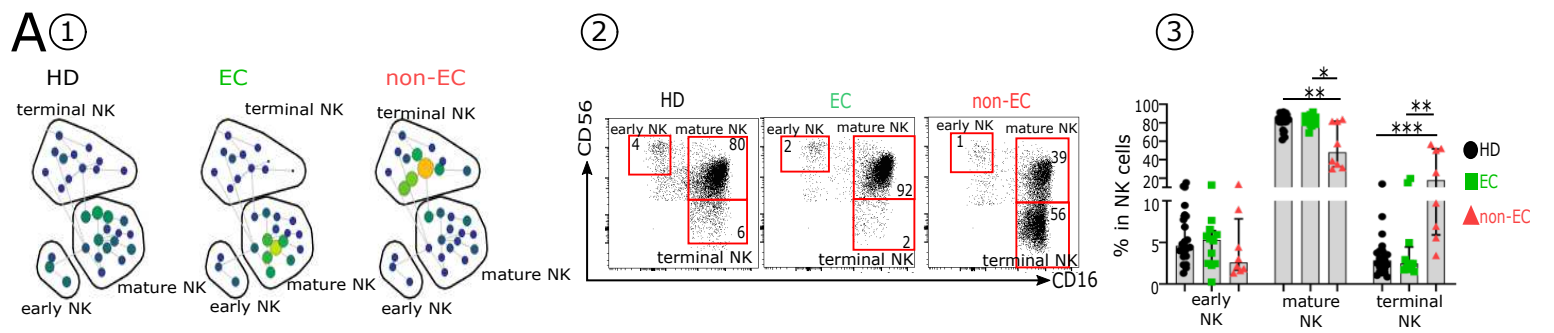 A 1
HD EC non-EC
terminal NK terminal NK terminal NK
mature NK mature NK mature NK
early NK early NK early NK
2
CD56
HD EC non-EC
early NK mature NK early NK mature NK early NK mature NK
4 80 2 92 1 39
6 2 56
terminal NK terminal NK terminal NK
CD16
3
*
**
**
***
% in NK cells
100
80
60
40
20
10
5
0
early NK
mature NK
terminal NK
HD
EC
non-EC